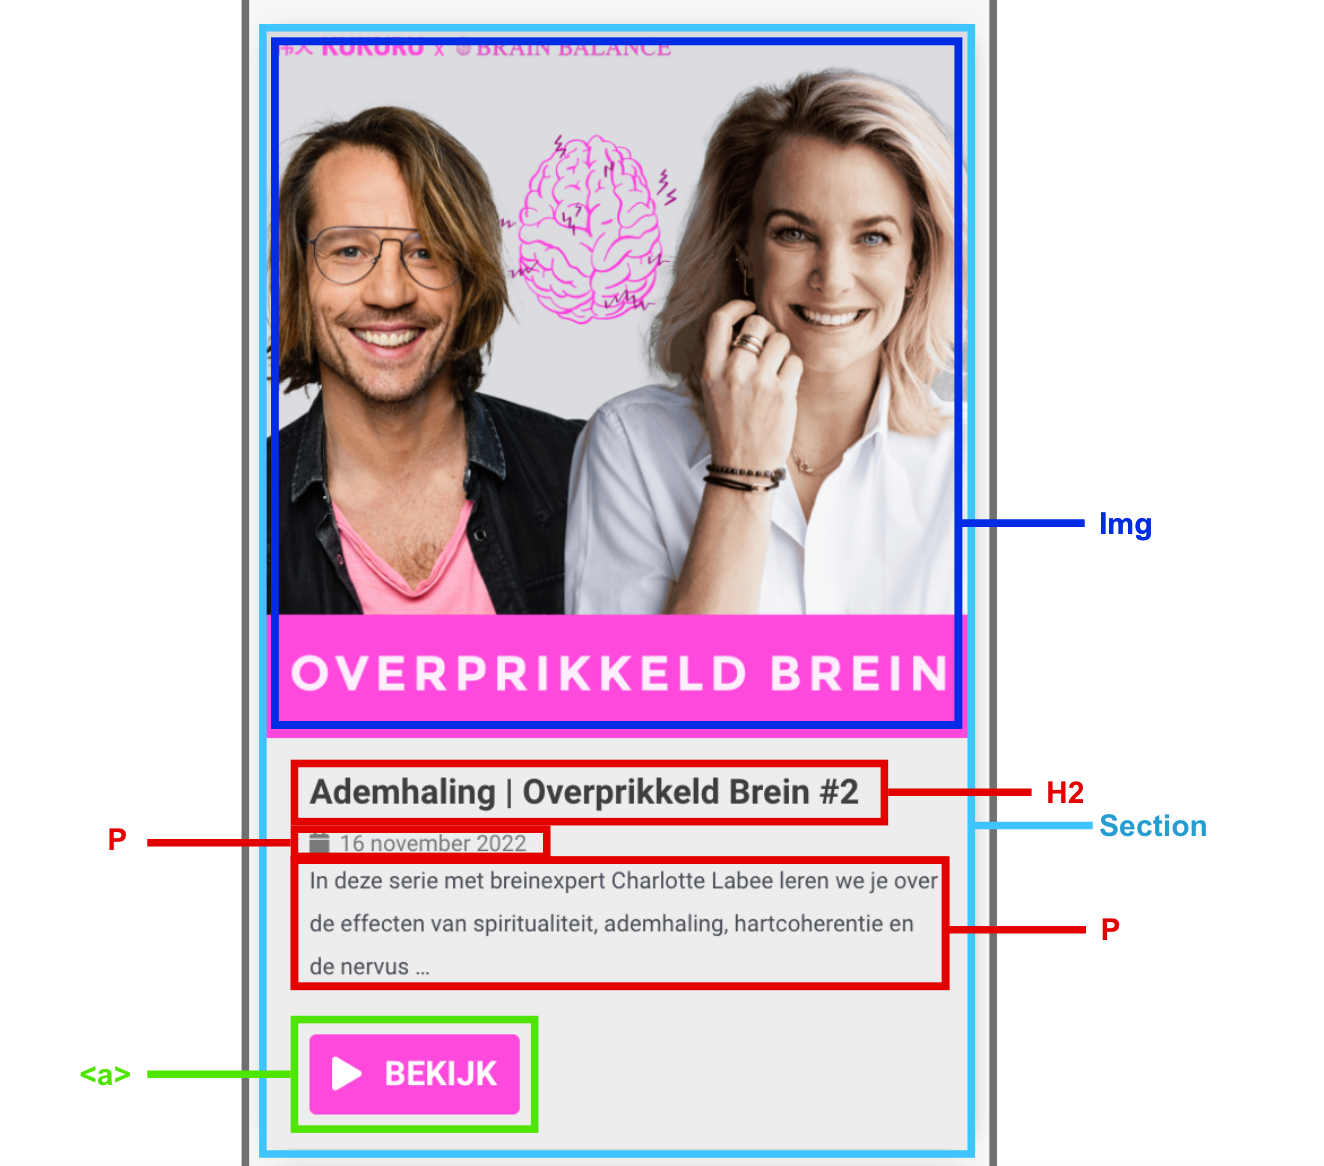 KUKURU x BRAIN BALANCE
OVERPRIKKELD BREIN
Img
Ademhaling | Overprikkeld Brein #2
H2
Section
P
16 november 2022
In deze serie met breinexpert Charlotte Labee leren we je over
de effecten van spiritualiteit, ademhaling, hartcoherentie en
de nervus ...
P
<a>
BEKIJK